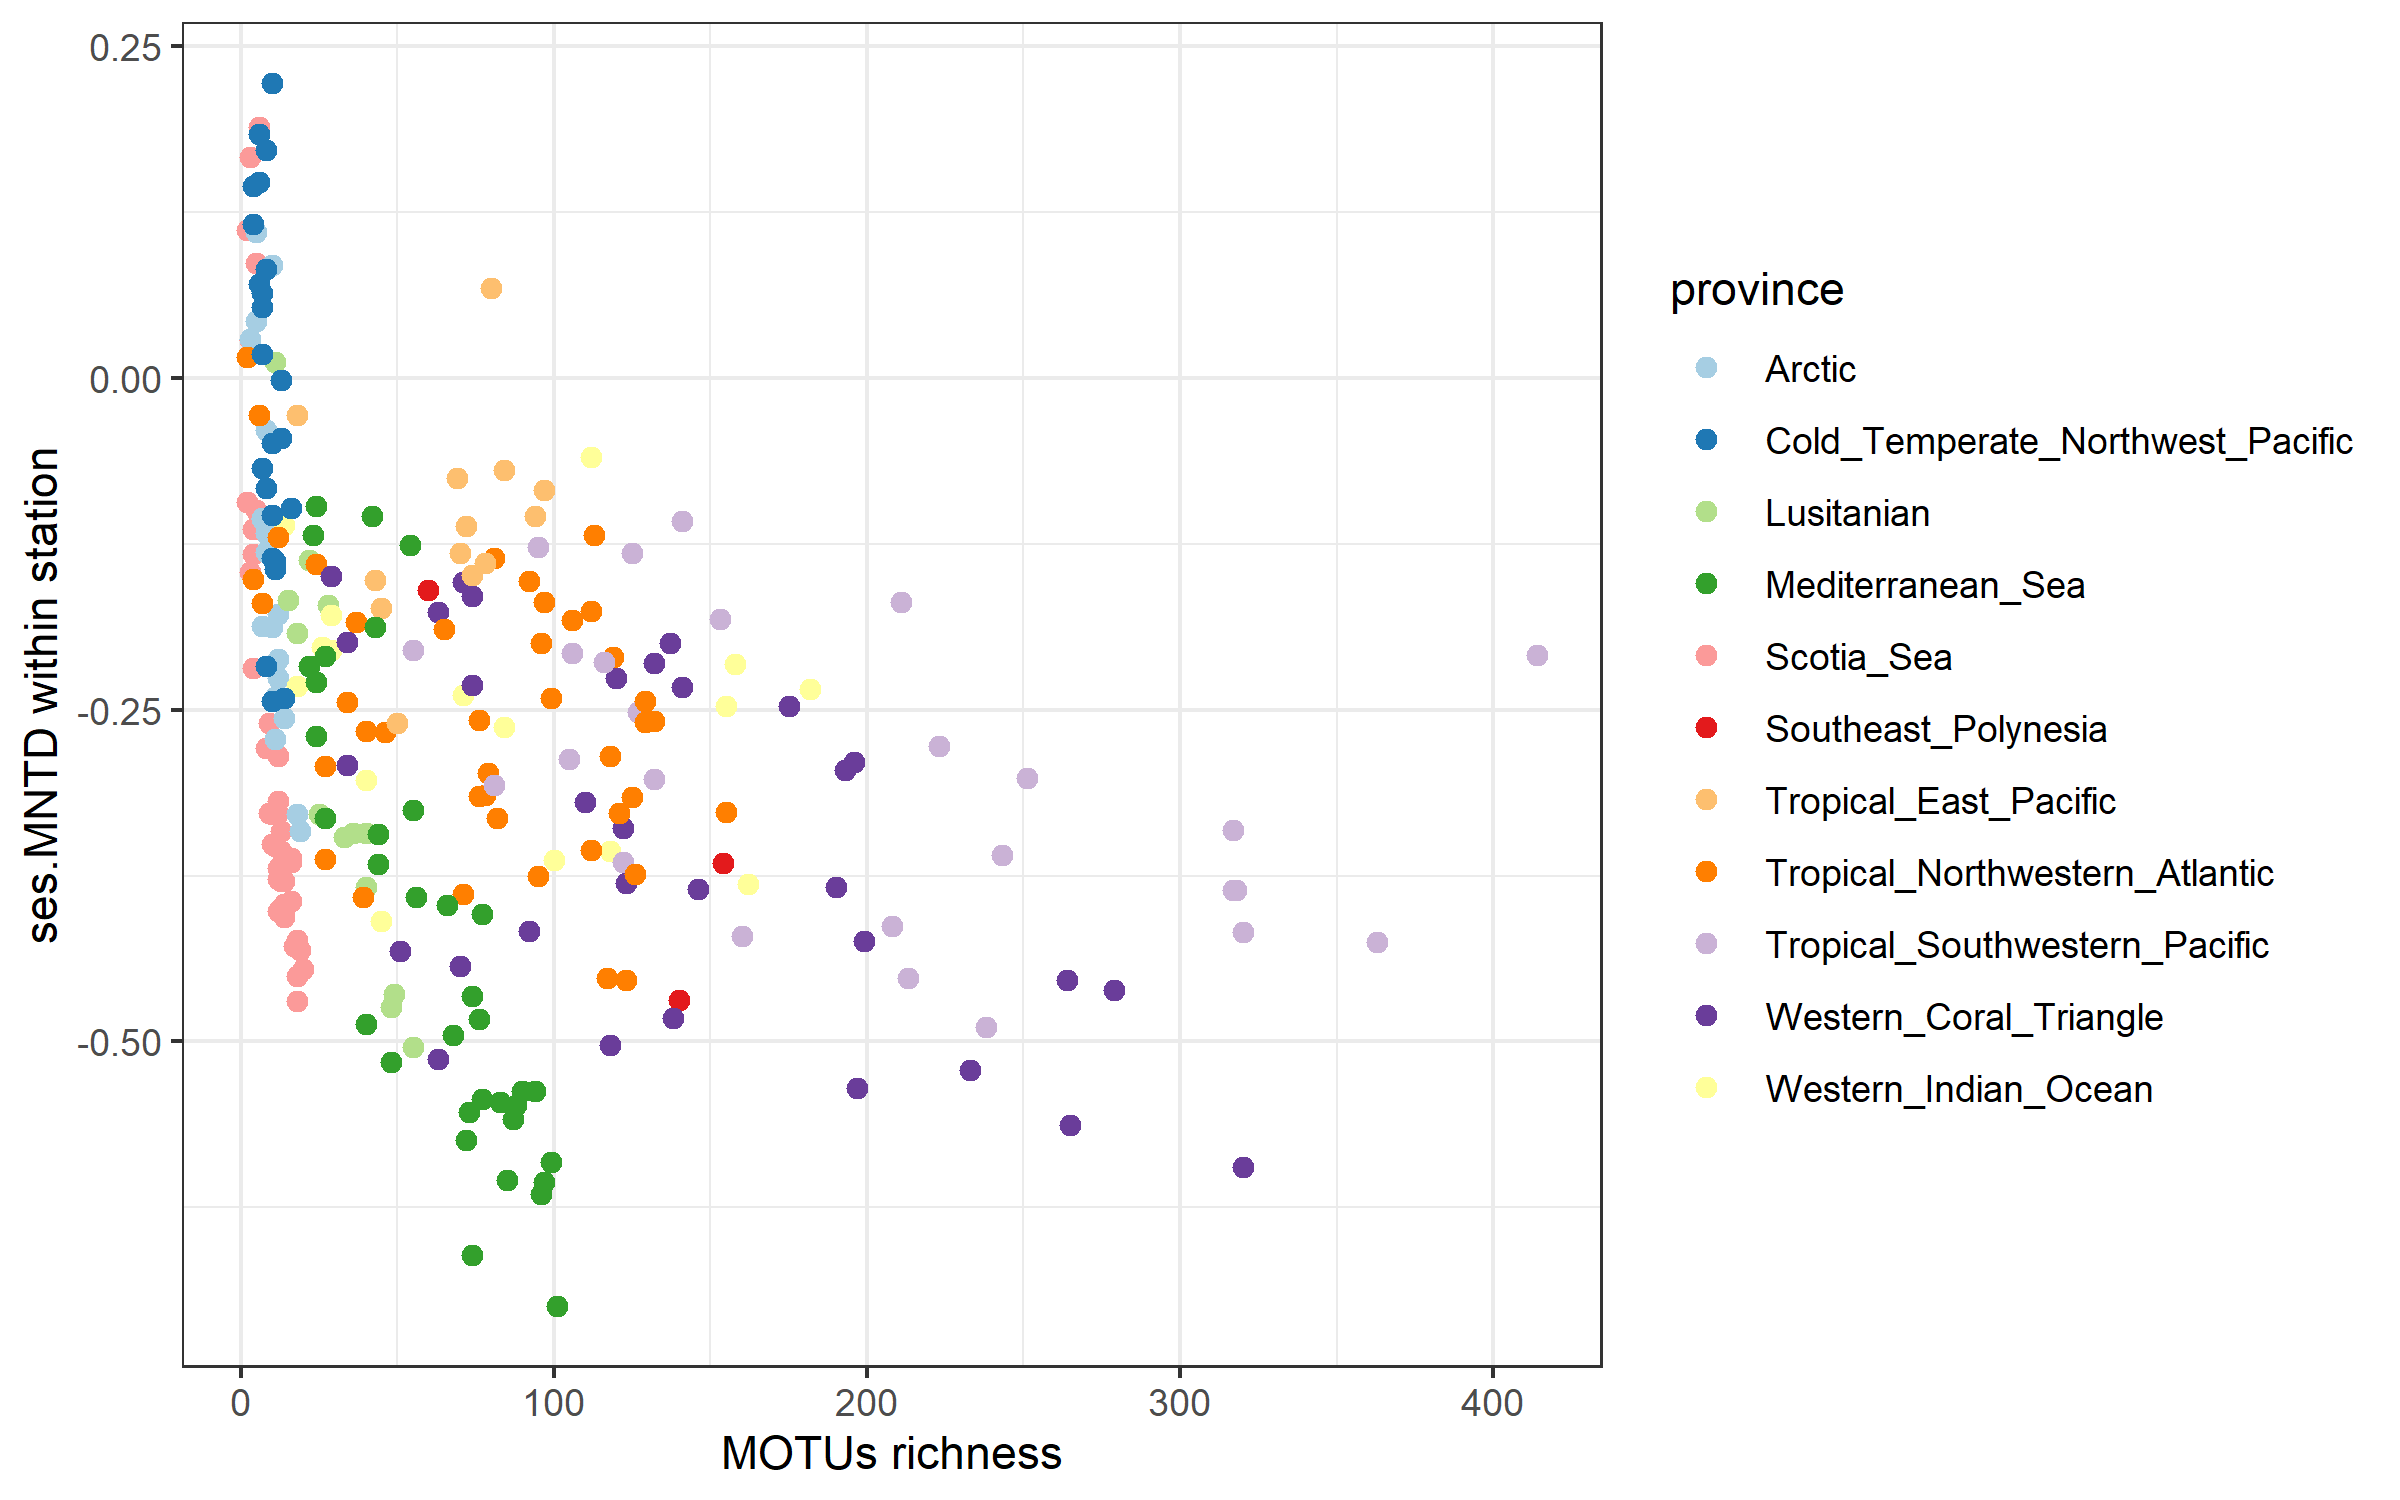 0.25
0.00
-0.25
-0.50
ses.MNTD within station
0
100
200
300
400
MOTUs richness
province
Arctic
Cold_Temperate_Northwest_Pacific
Lusitanian
Mediterranean_Sea
Scotia_Sea
Southeast_Polynesia
Tropical_East_Pacific
Tropical_Northwestern_Atlantic
Tropical_Southwestern_Pacific
Western_Coral_Triangle
Western_Indian_Ocean